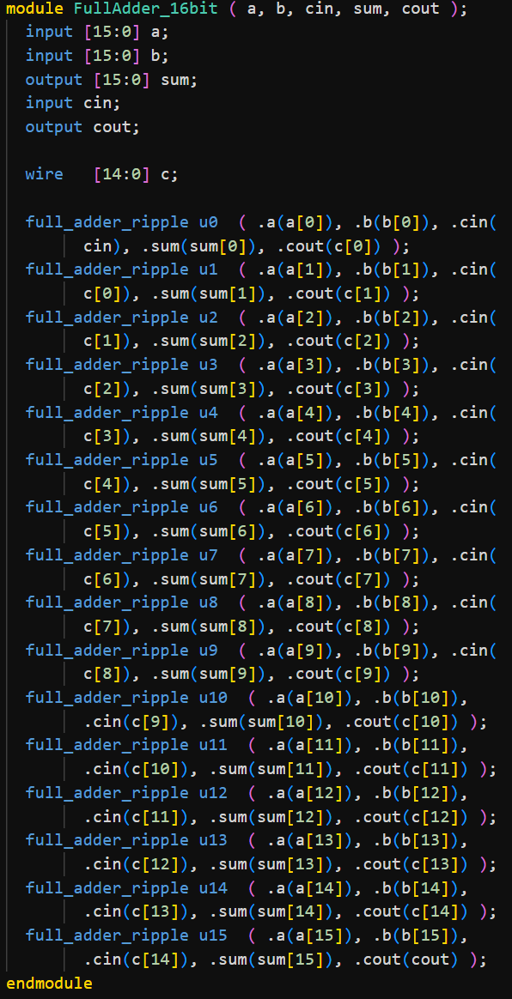 module FullAdder_16bit ( a, b, cin, sum, cout );
input [15:0] a;
input [15:0] b;
output [15:0] sum;
input cin;
output cout;
wire   [14:0] c;
full_adder_ripple u0  ( .a(a[0]), .b(b[0]), .cin(
cin), .sum(sum[0]), .cout(c[0]) );
full_adder_ripple u1  ( .a(a[1]), .b(b[1]), .cin(
c[0]), .sum(sum[1]), .cout(c[1]) );
full_adder_ripple u2  ( .a(a[2]), .b(b[2]), .cin(
c[1]), .sum(sum[2]), .cout(c[2]) );
full_adder_ripple u3  ( .a(a[3]), .b(b[3]), .cin(
c[2]), .sum(sum[3]), .cout(c[3]) );
full_adder_ripple u4  ( .a(a[4]), .b(b[4]), .cin(
c[3]), .sum(sum[4]), .cout(c[4]) );
full_adder_ripple u5  ( .a(a[5]), .b(b[5]), .cin(
c[4]), .sum(sum[5]), .cout(c[5]) );
full_adder_ripple u6  ( .a(a[6]), .b(b[6]), .cin(
c[5]), .sum(sum[6]), .cout(c[6]) );
full_adder_ripple u7  ( .a(a[7]), .b(b[7]), .cin(
c[6]), .sum(sum[7]), .cout(c[7]) );
full_adder_ripple u8  ( .a(a[8]), .b(b[8]), .cin(
c[7]), .sum(sum[8]), .cout(c[8]) );
full_adder_ripple u9  ( .a(a[9]), .b(b[9]), .cin(
c[8]), .sum(sum[9]), .cout(c[9]) );
full_adder_ripple u10  ( .a(a[10]), .b(b[10]),
.cin(c[9]), .sum(sum[10]), .cout(c[10]) );
full_adder_ripple u11  ( .a(a[11]), .b(b[11]),
.cin(c[10]), .sum(sum[11]), .cout(c[11]) );
full_adder_ripple u12  ( .a(a[12]), .b(b[12]),
.cin(c[11]), .sum(sum[12]), .cout(c[12]) );
full_adder_ripple u13  ( .a(a[13]), .b(b[13]),
.cin(c[12]), .sum(sum[13]), .cout(c[13]) );
full_adder_ripple u14  ( .a(a[14]), .b(b[14]),
.cin(c[13]), .sum(sum[14]), .cout(c[14]) );
full_adder_ripple u15  ( .a(a[15]), .b(b[15]),
.cin(c[14]), .sum(sum[15]), .cout(cout) );
endmodule